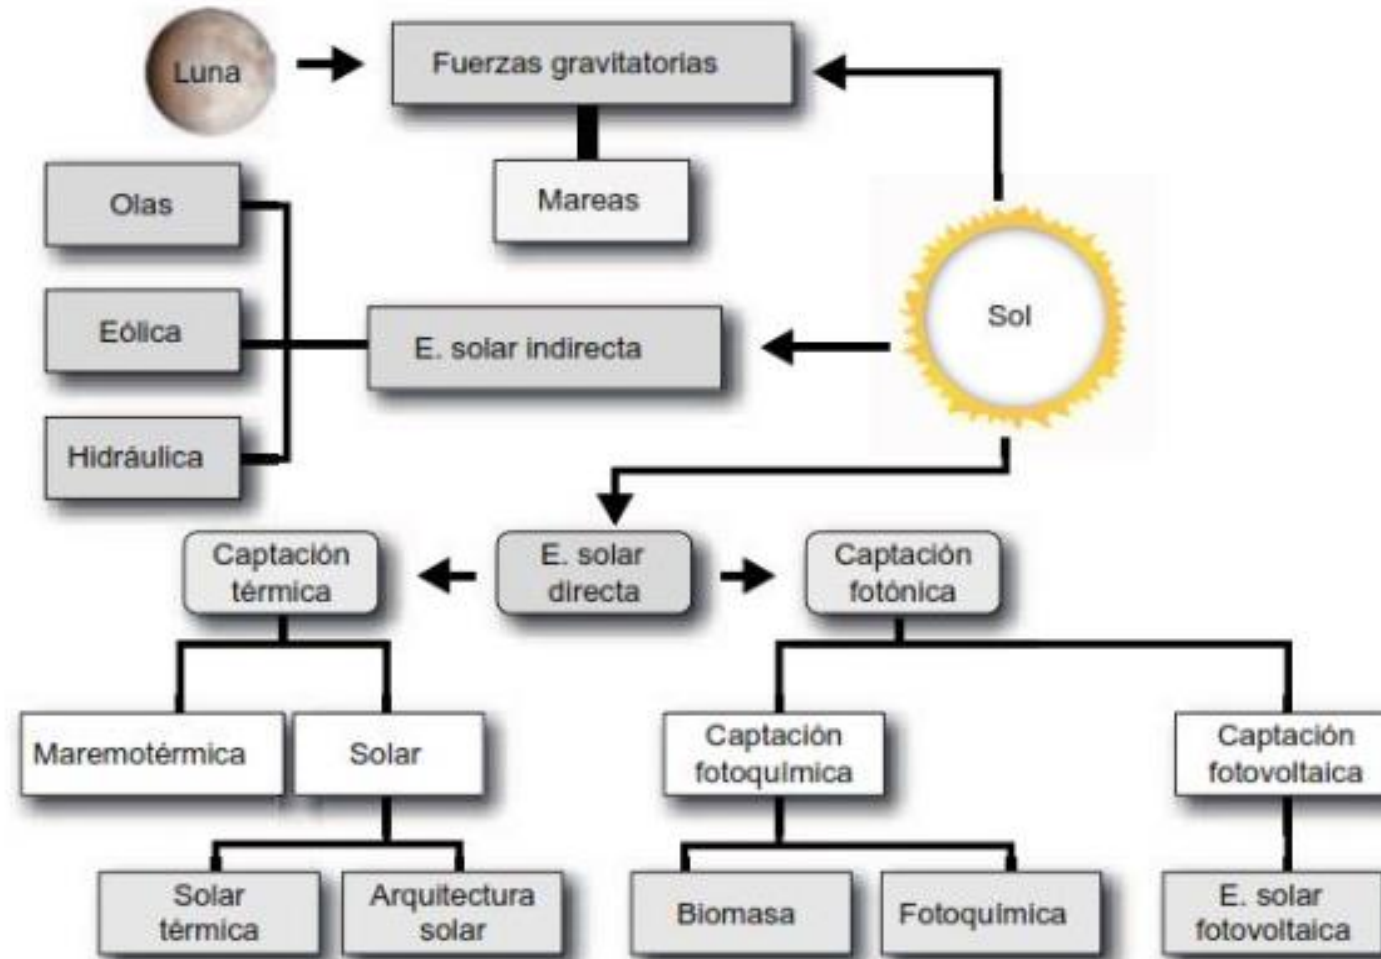 Luna
Fuerzas gravitatorias
Mareas
Olas
Eólica
Hidráulica
E. solar indirecta
Sol
Captación
térmica
E. solar
directa
Captación
fotónica
Maremotérmica
Solar
Captación
fotoquímica
Captación
fotovoltaica
Solar
térmica
Arquitectura
solar
Biomasa
Fotoquímica
E. solar
fotovoltaica